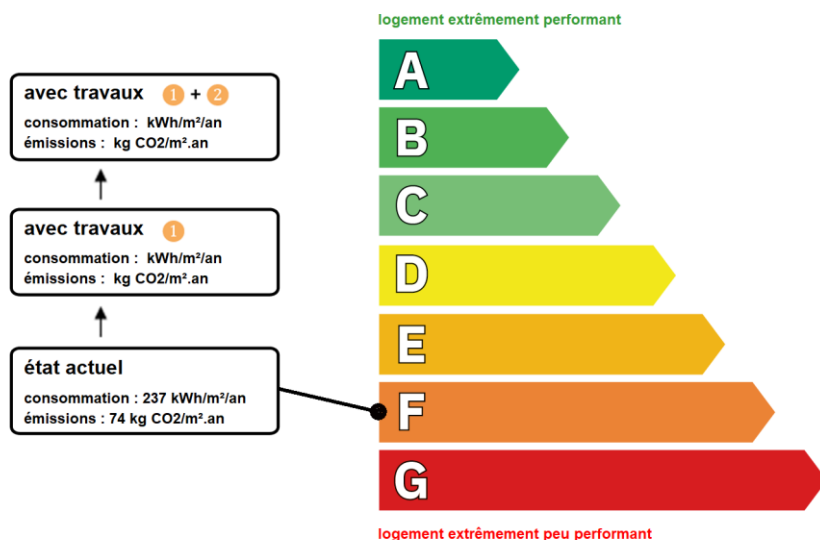 logement extrêmement performant
avec travaux 1 + 2
consommation : kWh/m²/an
émissions : kg CO2/m².an
avec travaux 1
consommation : kWh/m²/an
émissions : kg CO2/m².an
état actuel
consommation : 237 kWh/m²/an
émissions : 74 kg CO2/m².an
A
B
C
D
E
F
G
logement extrêmement peu performant